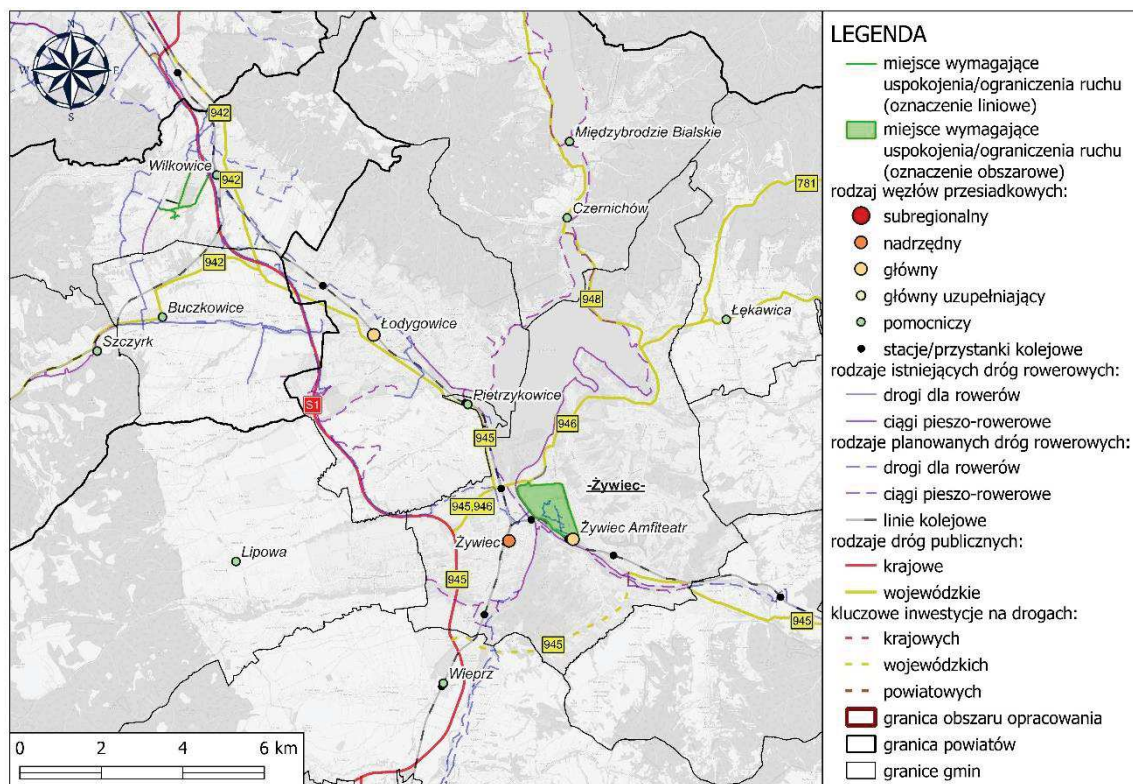 N
W
E
S
942
Wilkowice
942
942
Buczkowice
Szczyrk
Łodygowice
S1
Pietrzykowice
Międzybrodzie Bialskie
Czernichów
781
948
Łękawica
946
945
-Żywiec-
945,946
Żywiec Amfiteatr
Żywiec
Lipowa
945
945
945
Wieprz
0 2 4 6 km
LEGENDA
miejsce wymagające
uspokojenia/ograniczenia ruchu
(oznaczenie liniowe)
miejsce wymagające
uspokojenia/ograniczenia ruchu
(oznaczenie obszarowe)
rodzaj węzłów przesiadkowych:
subregionalny
nadrzędny
główny
główny uzupełniający
pomocniczy
stacje/przystanki kolejowe
rodzaje istniejących dróg rowerowych:
drogi dla rowerów
ciągi pieszo-rowerowe
rodzaje planowanych dróg rowerowych:
drogi dla rowerów
ciągi pieszo-rowerowe
linie kolejowe
rodzaje dróg publicznych:
krajowe
wojewódzkie
kluczowe inwestycje na drogach:
krajowych
wojewódzkich
powiatowych
granica obszaru opracowania
granica powiatów
granice gmin